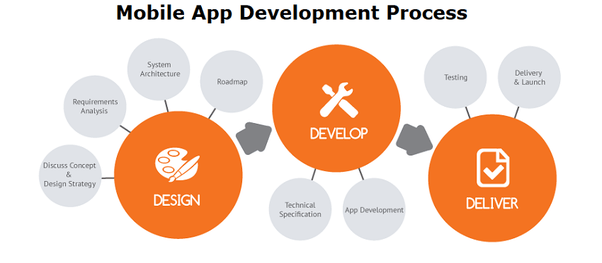 Mobile App Development Process
System
Architecture
Roadmap
Requirements
Analysis
Discuss Concept
&
Design Strategy
DESIGN
DEVELOP
Technical
Specification
App Development
Testing
Delivery
& Launch
DELIVER